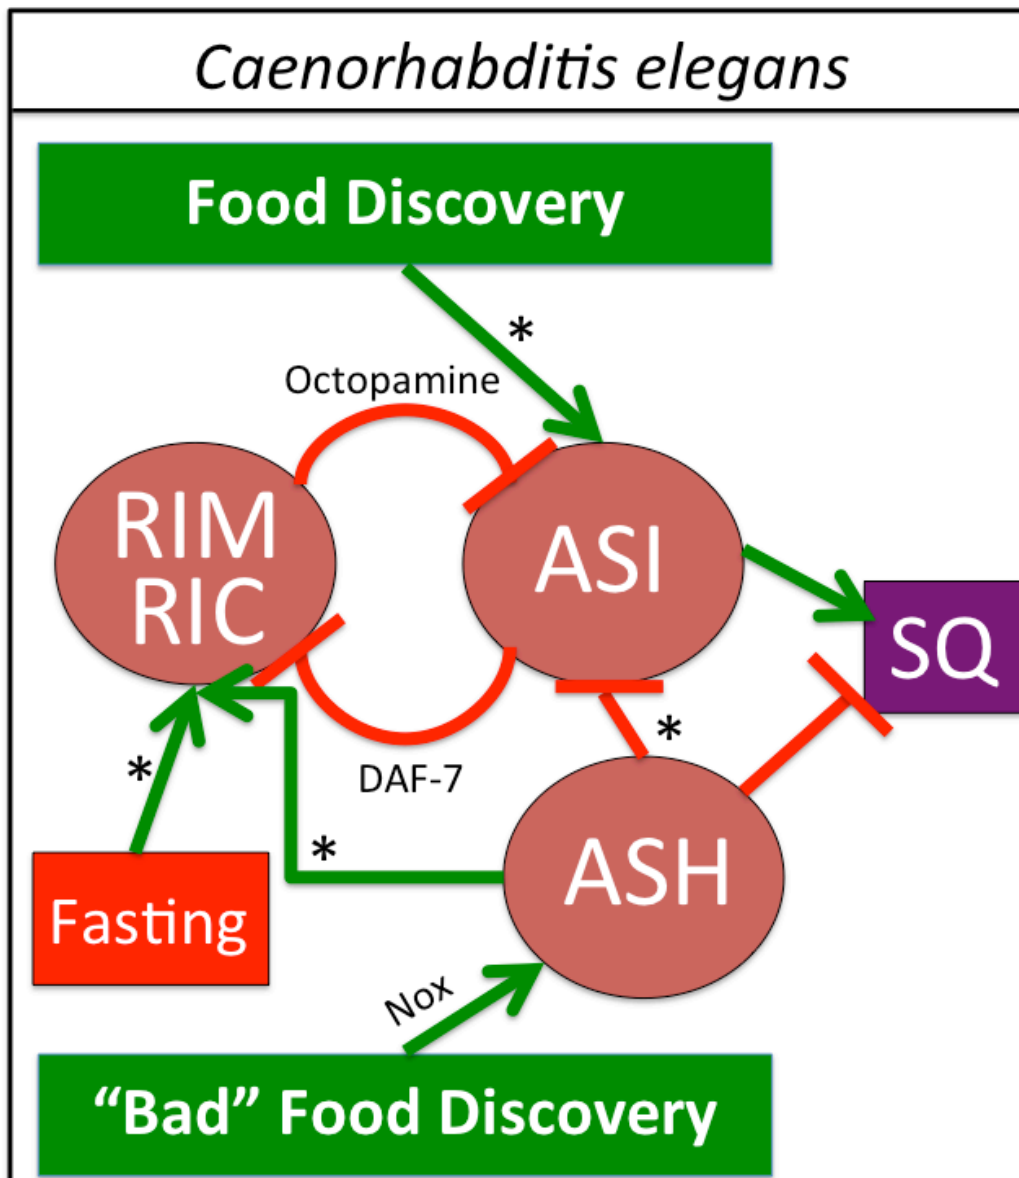 Caenorhabditis elegans
Food Discovery
*
Octopamine
RIM
RIC
ASI
SQ
*
DAF-7
*
*
ASH
Fasting
Nox
“Bad” Food Discovery